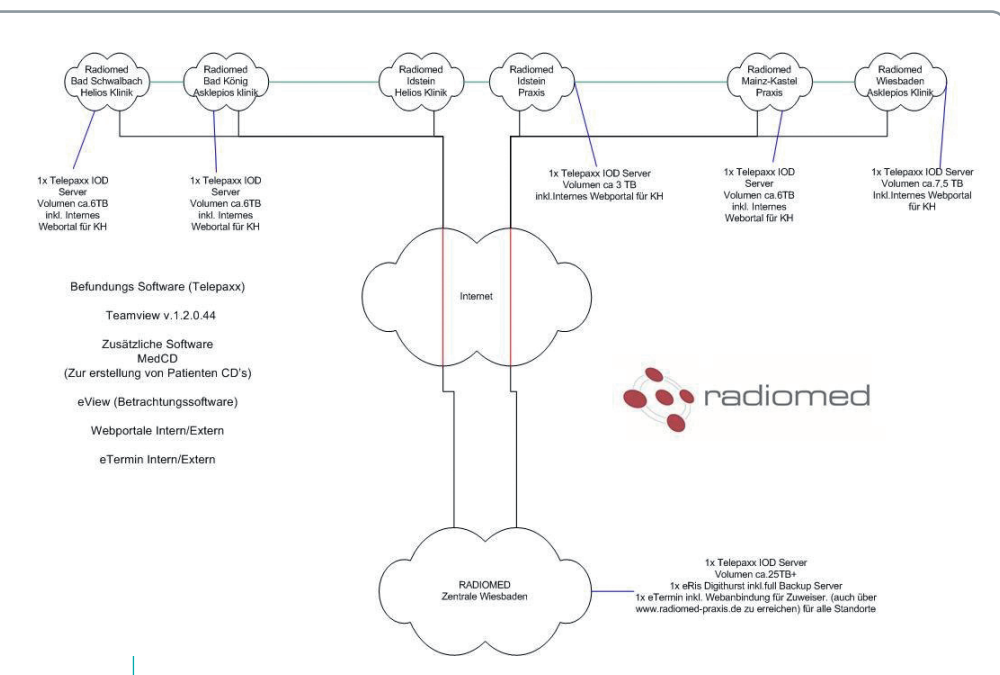 Radiomed
Bad Schwalbach
Helios Klinik
Radiomed
Bad König
Asklepios klinik
Radiomed
Idstein
Helios Klinik
Radiomed
Idstein
Praxis
Radiomed
Mainz-Kastel
Praxis
Radiomed
Wiesbaden
Asklepios Klinik
1x Telepaxx IOD
Server
Volumen ca.6TB
inkl. Internes
Webortal für KH
1x Telepaxx IOD
Server
Volumen ca.6TB
inkl. Internes
Webortal für KH
1x Telepaxx IOD Server
Volumen ca 3 TB
inkl.Internes Webportal für KH
1x Telepaxx IOD
Server
Volumen ca.6TB
inkl. Internes
Webortal für KH
1x Telepaxx IOD Server
Volumen ca.7,5 TB
Inkl.Internes Webportal
für KH
Internet
Befundungs Software (Telepaxx)
Teamview v.1.2.0.44
Zusätzliche Software
MedCD
(Zur erstellung von Patienten CD's)
eView (Betrachtungssoftware)
Webportale Intern/Extern
eTermin Intern/Extern
radiomed
RADIOMED
Zentrale Wiesbaden
1x Telepaxx IOD Server
Volumen ca.25TB+
1x eRis Digithurst inkl.full Backup Server
1x eTermin inkl. Webanbindung für Zuweiser. (auch über
www.radiomed-praxis.de zu erreichen) für alle Standorte